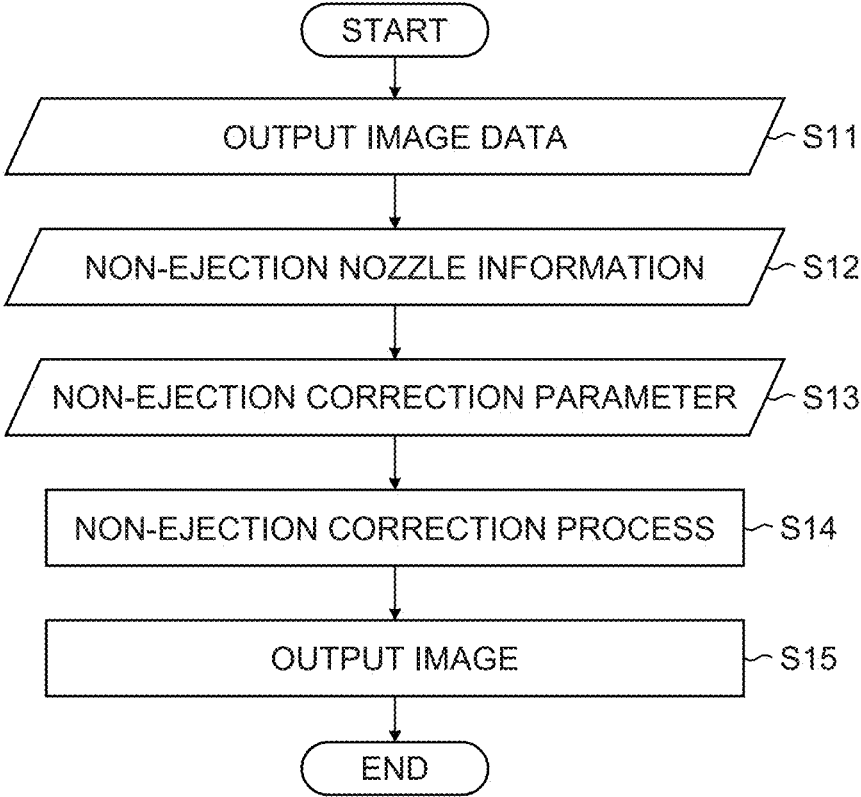 START
OUTPUT IMAGE DATA S11
NON-EJECTION NOZZLE INFORMATION S12
NON-EJECTION CORRECTION PARAMETER S13
NON-EJECTION CORRECTION PROCESS S14
OUTPUT IMAGE S15
END